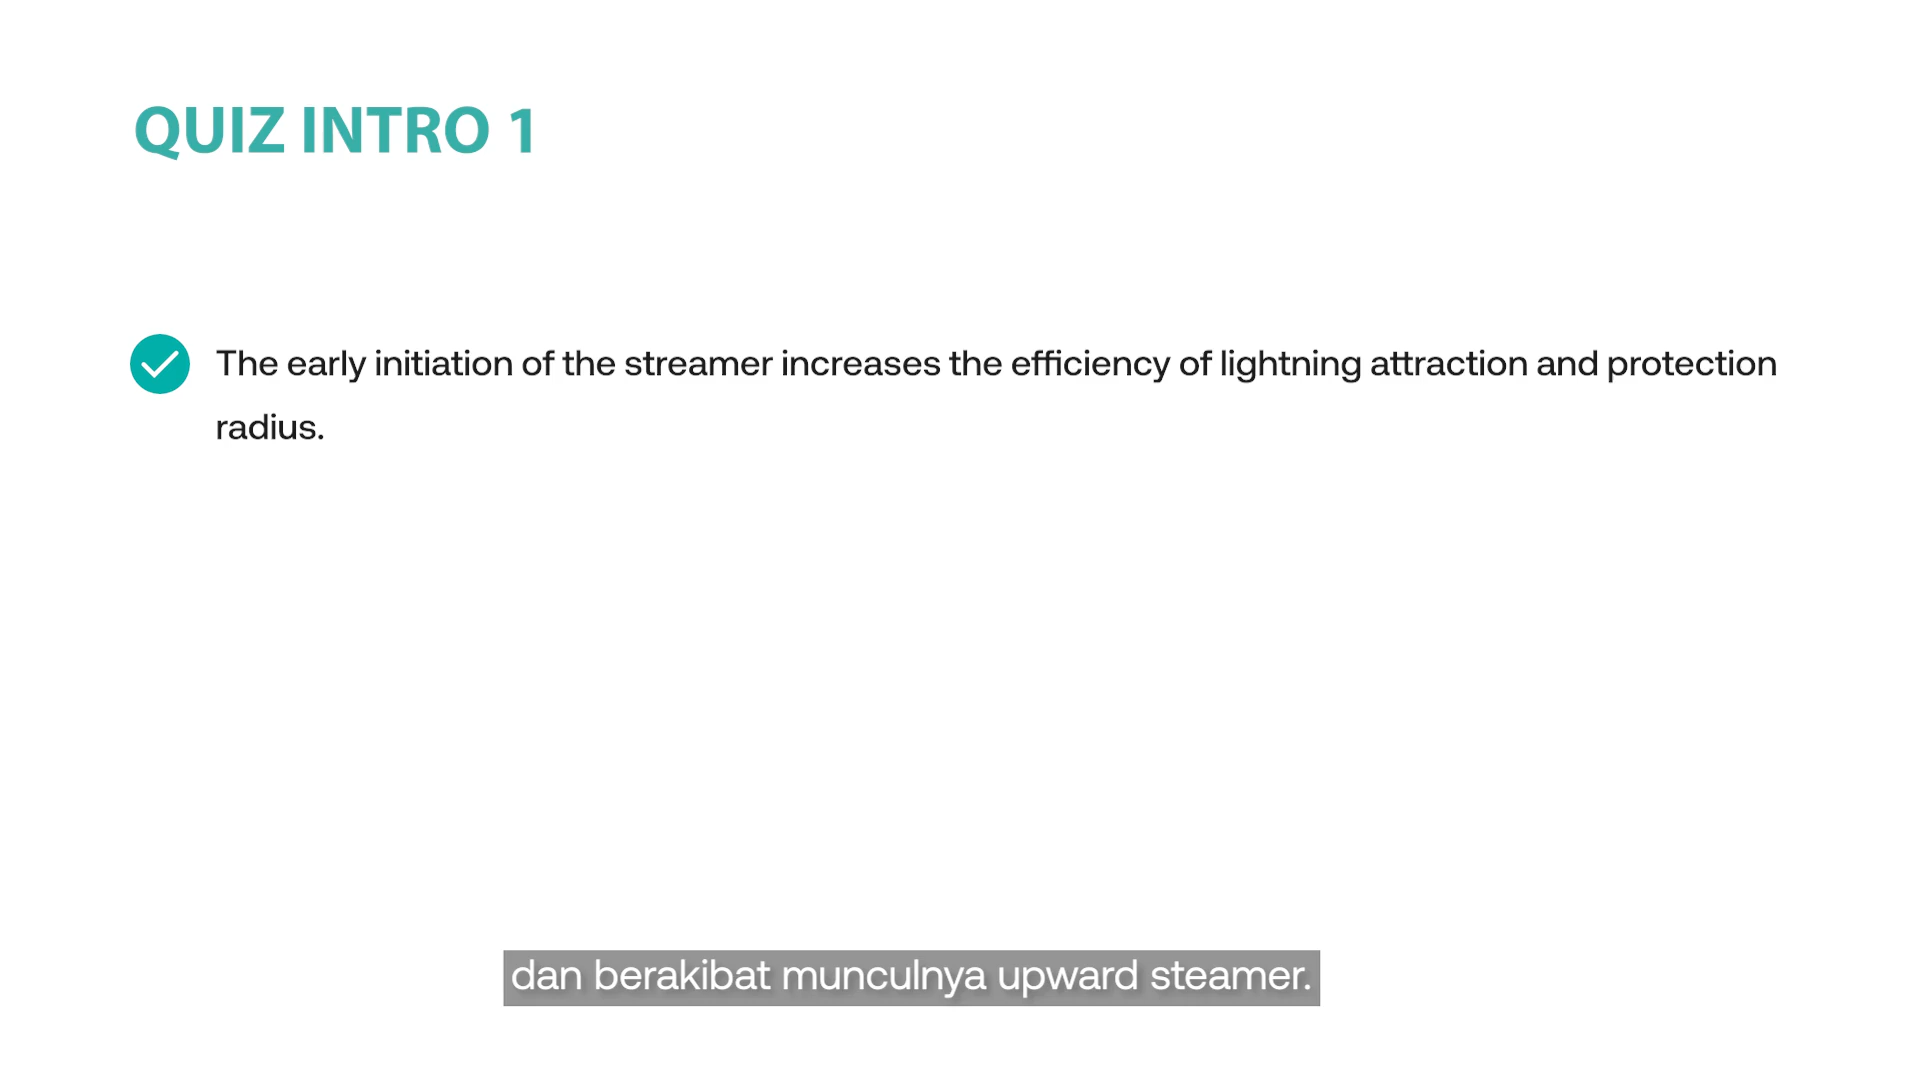 QUIZ INTRO 1
The early initiation of the streamer increases the efficiency of lightning attraction and protection
radius.
dan berakibat munculnya upward steamer.